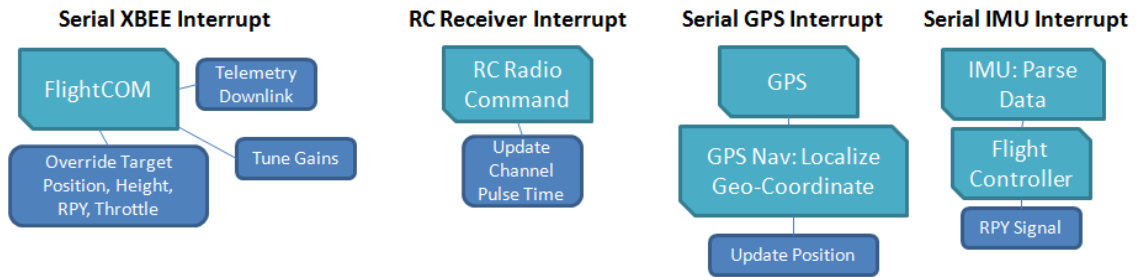 Serial XBEE Interrupt
FlightCOM
Telemetry
Downlink
Tune Gains
Override Target
Position, Height,
RPY, Throttle
RC Receiver Interrupt
RC Radio
Command
Update
Channel
Pulse Time
Serial GPS Interrupt
GPS
GPS Nav: Localize
Geo-Coordinate
Update Position
Serial IMU Interrupt
IMU: Parse
Data
Flight
Controller
RPY Signal